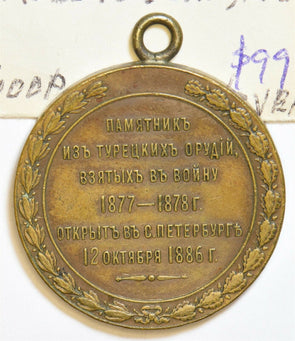 $99
ПАМЯТНИКЪ
ИЗЪ ТУРЕЦКИХЪ ОРУДІЙ,
ВЗЯТЫХЪ ВЪ ВОЙНУ
1877—1878 Г.
ОТКРЫТЪ ВЪ С. ПЕТЕРБУРГѢ
12 ОКТЯБРЯ 1886 Г.